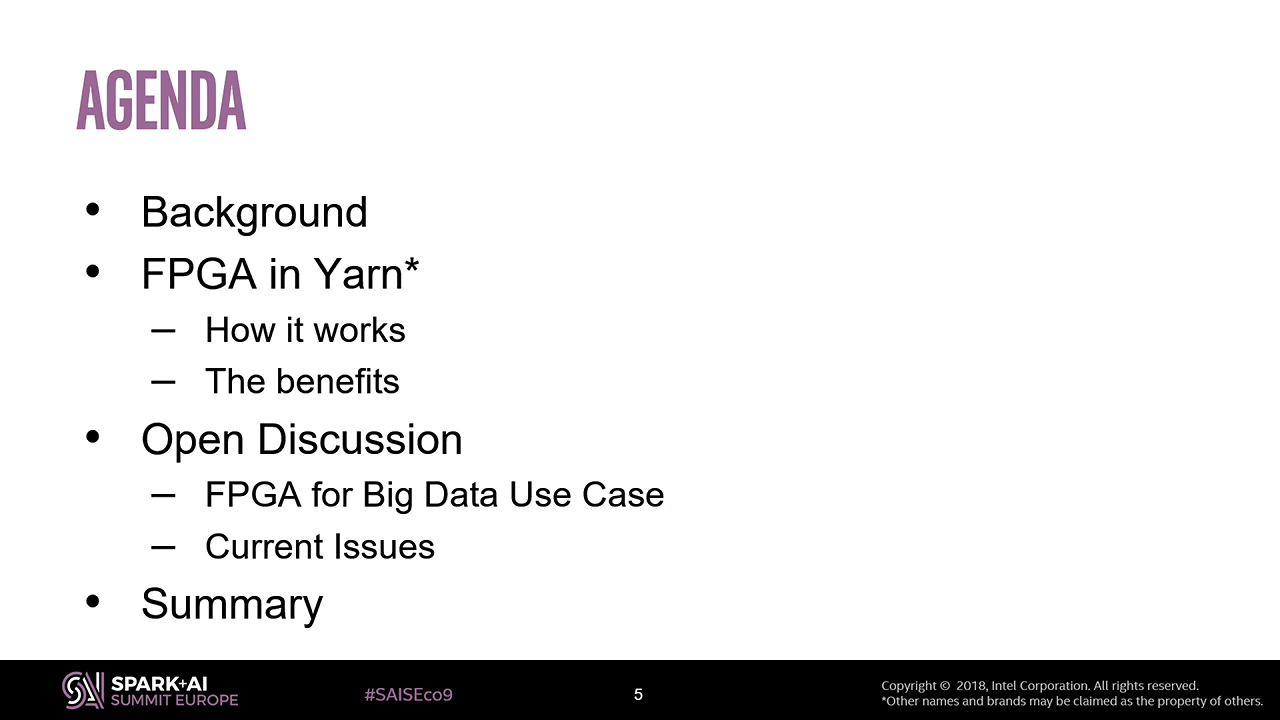 AGENDA
• Background
• FPGA in Yarn*
– How it works
– The benefits
• Open Discussion
– FPGA for Big Data Use Case
– Current Issues
• Summary
SPARK+AI
SUMMIT EUROPE
#SAISEco9
5
Copyright © 2018, Intel Corporation. All rights reserved.
*Other names and brands may be claimed as the property of others.